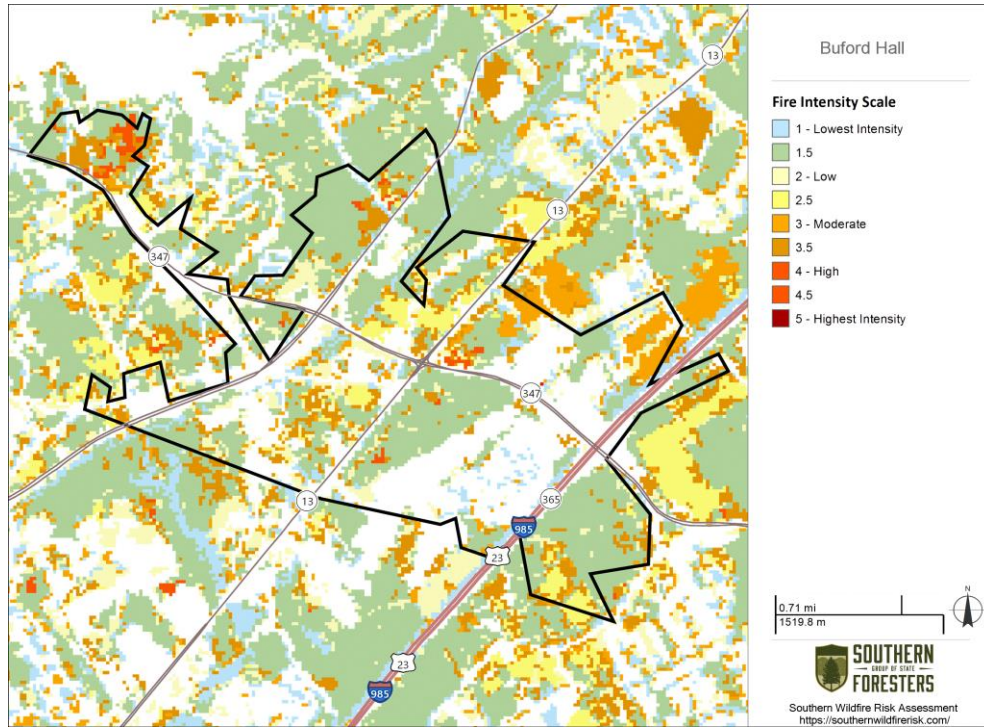 Buford Hall
Fire Intensity Scale
1 - Lowest Intensity
1.5
2 - Low
2.5
3 - Moderate
3.5
4 - High
4.5
5 - Highest Intensity
13
13
347
347
13
365
985
23
23
985
0.71 mi
1519.8 m
N
SOUTHERN
GROUP OF STATE
FORESTERS
Southern Wildfire Risk Assessment
https://southernwildfirerisk.com/